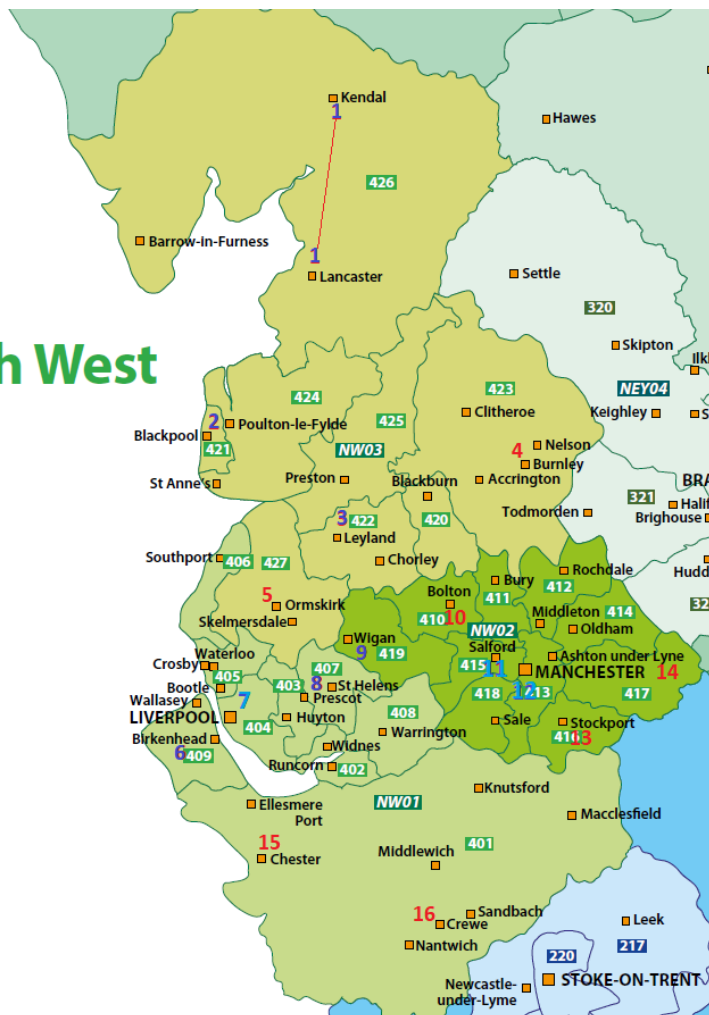 Kendal
1
Hawes
426
Barrow-in-Furness
1
Lancaster
Settle
320
Skipton
h West
424
423
NEY04
2
Poulton-le-Fylde
425
Clitheroe
Keighley
Blackpool
421
NW03
4
Nelson
Burnley
St Anne's
Preston
Blackburn
Accrington
321
Todmorden
Brighouse
3
422
420
Leyland
Southport
406
427
Chorley
Rochdale
Bury
412
5
Ormskirk
Bolton
411
Middleton
414
Skelmersdale
410
10
NW02
Oldham
Wigan
Salford
Waterloo
9
419
415
11
Ashton under Lyne
Crosby
407
MANCHESTER
14
405
403
8
St Helens
418
12
417
Bootle
Prescot
Wallasey
7
408
LIVERPOOL
404
Huyton
Sale
Stockport
Birkenhead
Warrington
13
6
409
Widnes
Runcorn
402
Knutsford
Ellesmere
Port
NW01
Macclesfield
15
401
Chester
Middlewich
16
Sandbach
Crewe
Leek
Nantwich
217
220
STOKE-ON-TRENT
Newcastle-
under-Lyme